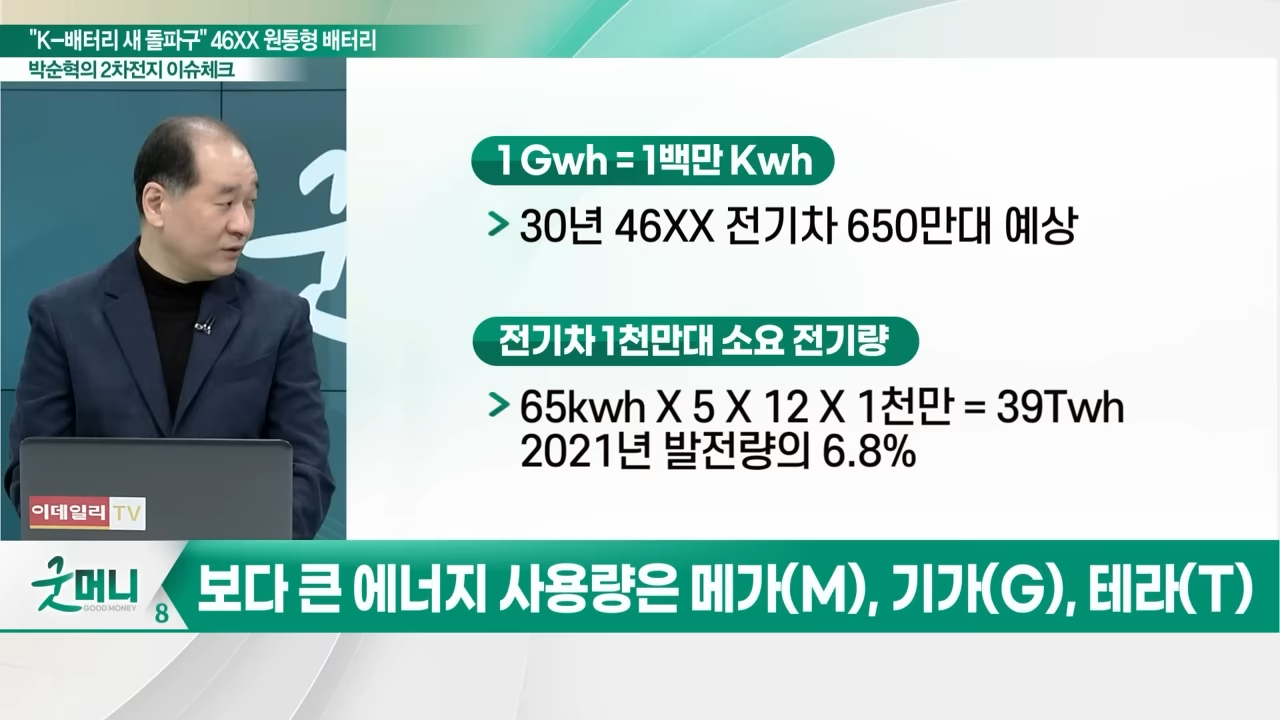 "K-배터리 새 돌파구" 46XX 원통형 배터리
박순혁의 2차전지 이슈체크
1 Gwh = 1백만 Kwh
> 30년 46XX 전기차 650만대 예상
전기차 1천만대 소요 전기량
> 65kwh X 5 X 12 X 1천만 = 39Twh
2021년 발전량의 6.8%
이데일리 TV
굿머니
GOOD MONEY
8
보다 큰 에너지 사용량은 메가(M), 기가(G), 테라(T)